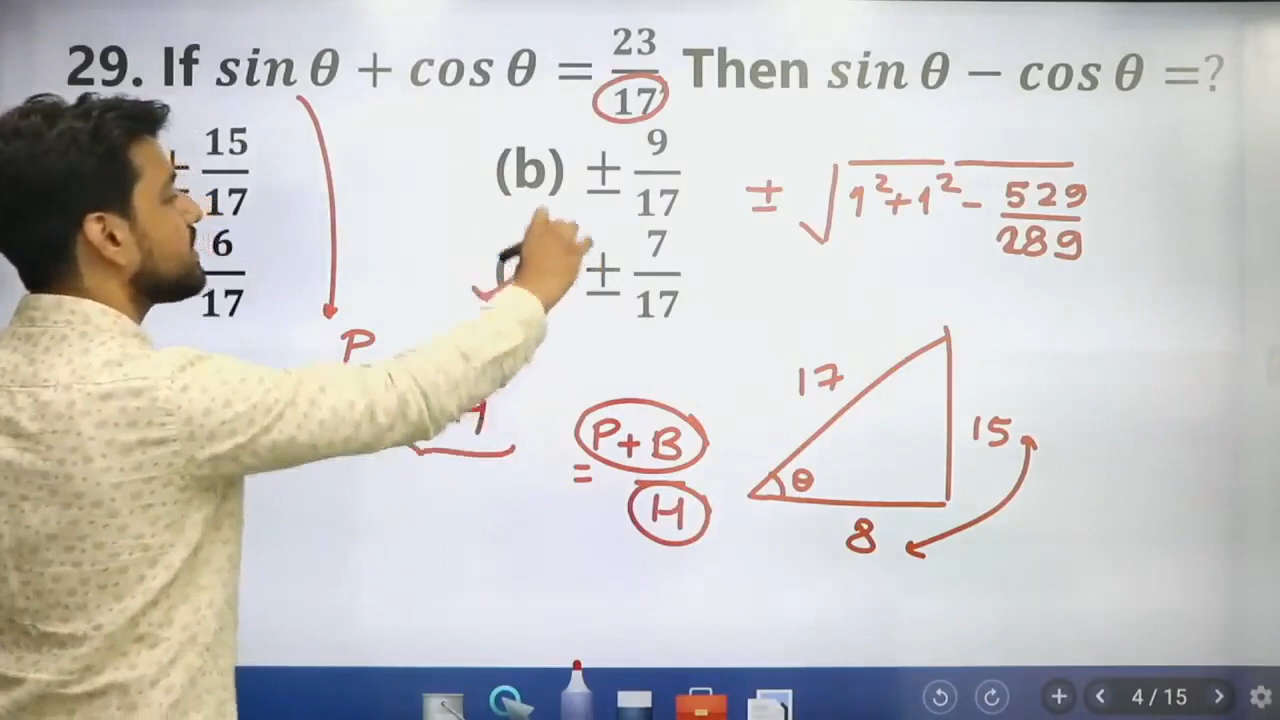 29. If sin θ + cos θ = 23/17 Then sin θ − cos θ =?
± 15/17
(b) ± 9/17
± √1²+1²− 529/289
6/17
± 7/17
P
17
15
H
= P+B/H
θ
8
4 / 15